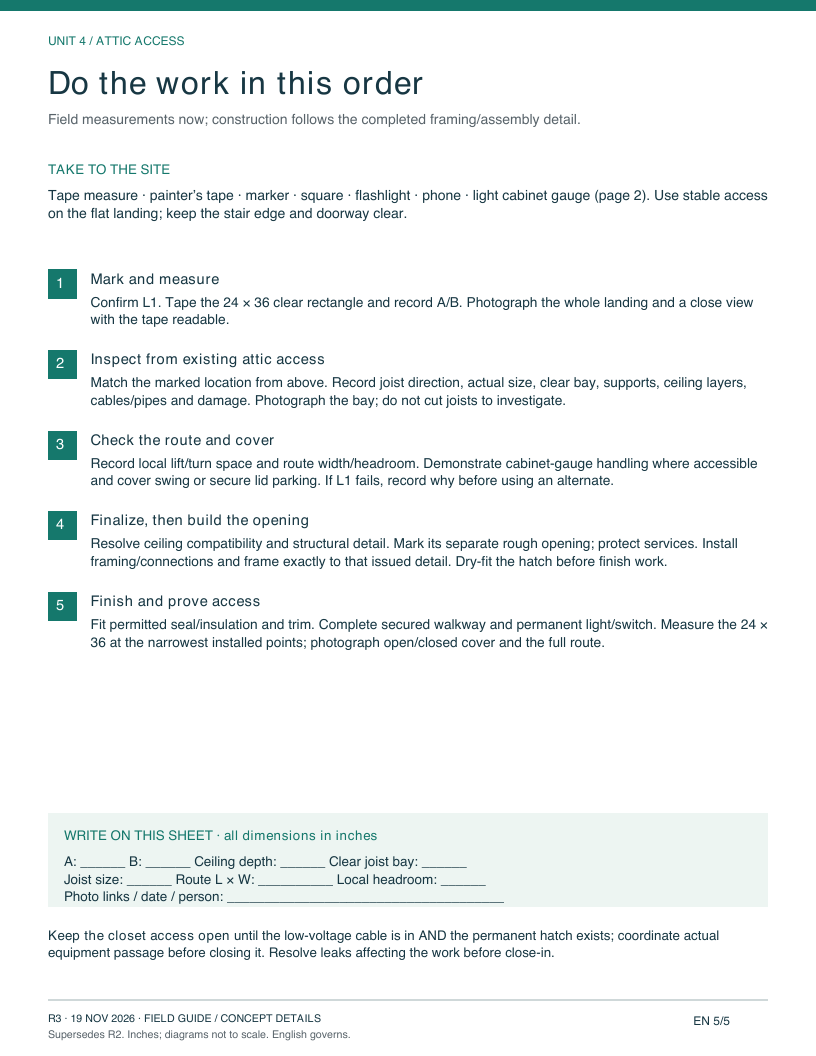 UNIT 4 / ATTIC ACCESS
Do the work in this order
Field measurements now; construction follows the completed framing/assembly detail.
TAKE TO THE SITE
Tape measure · painter’s tape · marker · square · flashlight · phone · light cabinet gauge (page 2). Use stable access
on the flat landing; keep the stair edge and doorway clear.
1
Mark and measure
Confirm L1. Tape the 24 × 36 clear rectangle and record A/B. Photograph the whole landing and a close view
with the tape readable.
2
Inspect from existing attic access
Match the marked location from above. Record joist direction, actual size, clear bay, supports, ceiling layers,
cables/pipes and damage. Photograph the bay; do not cut joists to investigate.
3
Check the route and cover
Record local lift/turn space and route width/headroom. Demonstrate cabinet-gauge handling where accessible
and cover swing or secure lid parking. If L1 fails, record why before using an alternate.
4
Finalize, then build the opening
Resolve ceiling compatibility and structural detail. Mark its separate rough opening; protect services. Install
framing/connections and frame exactly to that issued detail. Dry-fit the hatch before finish work.
5
Finish and prove access
Fit permitted seal/insulation and trim. Complete secured walkway and permanent light/switch. Measure the 24 ×
36 at the narrowest installed points; photograph open/closed cover and the full route.
WRITE ON THIS SHEET · all dimensions in inches
A: ______ B: ______ Ceiling depth: ______ Clear joist bay: ______
Joist size: ______ Route L × W: __________ Local headroom: ______
Photo links / date / person: _____________________________________
Keep the closet access open until the low-voltage cable is in AND the permanent hatch exists; coordinate actual
equipment passage before closing it. Resolve leaks affecting the work before close-in.
R3 · 19 NOV 2026 · FIELD GUIDE / CONCEPT DETAILS
EN 5/5
Supersedes R2. Inches; diagrams not to scale. English governs.